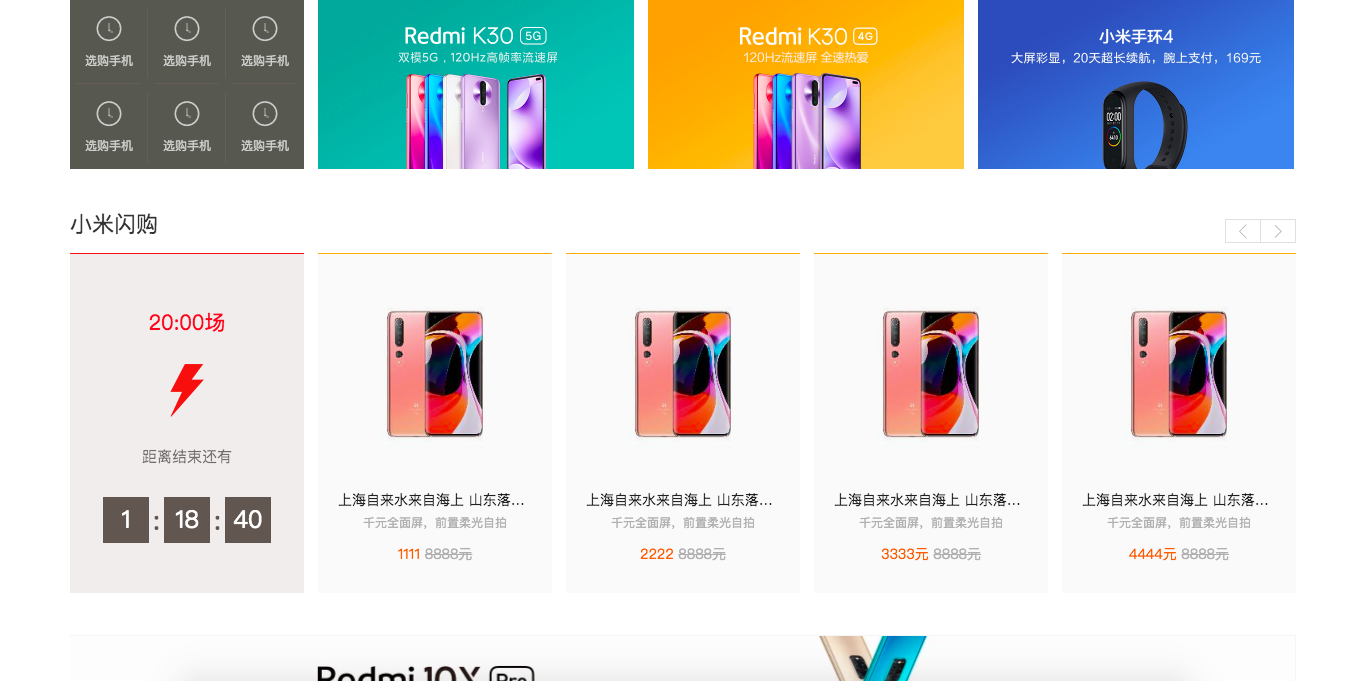 选购手机 选购手机 选购手机
选购手机 选购手机 选购手机
Redmi K30 5G
双模5G，120Hz高帧率流速屏
Redmi K30 4G
120Hz流速屏 全速热爱
小米手环4
大屏彩显，20天超长续航，腕上支付，169元
12:00
6410
小米闪购
20:00场
距离结束还有
1 : 18 : 40
上海自来水来自海上 山东落...
千元全面屏，前置柔光自拍
1111 8888元
上海自来水来自海上 山东落...
千元全面屏，前置柔光自拍
2222 8888元
上海自来水来自海上 山东落...
千元全面屏，前置柔光自拍
3333元 8888元
上海自来水来自海上 山东落...
千元全面屏，前置柔光自拍
4444元 8888元
Redmi 10X Pro